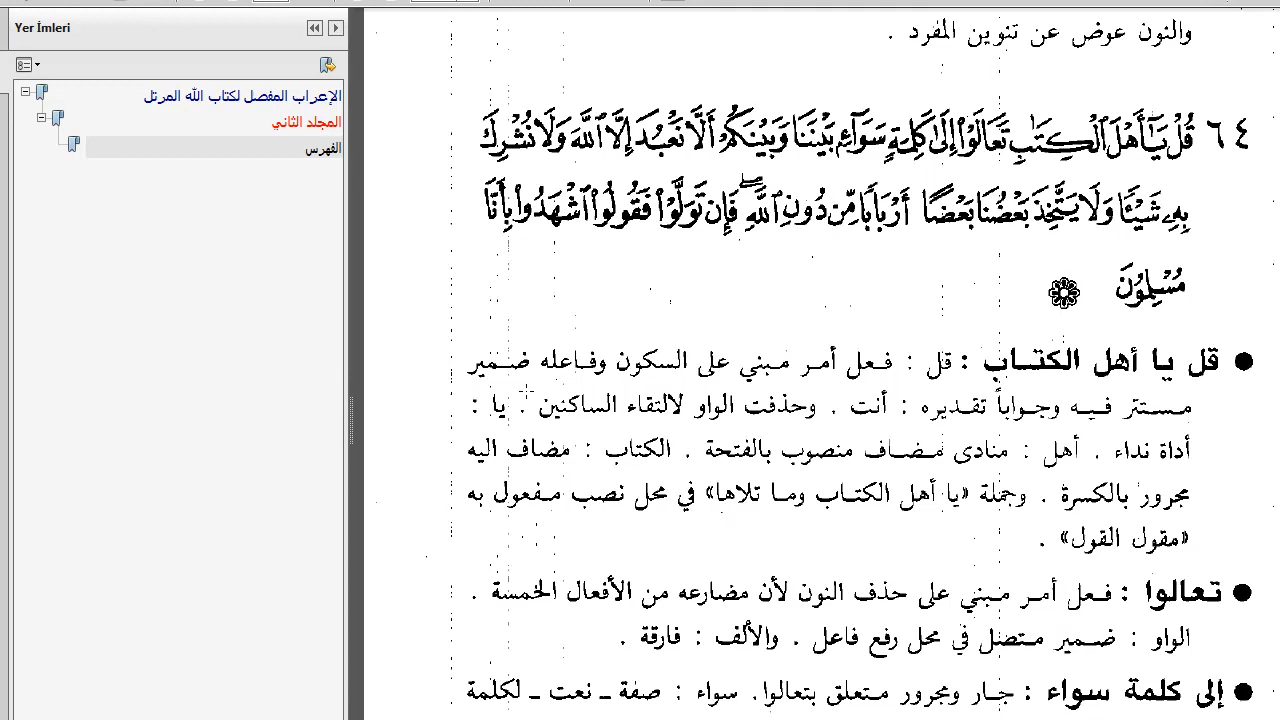 Yer İmleri
الإعراب المفصل لكتاب الله المرتل
المجلد الثاني
الفهرس
والنون عوض عن تنوين المفرد .
٦٤ قُلْ يَٰٓأَهْلَ ٱلْكِتَٰبِ تَعَالَوْا۟ إِلَىٰ كَلِمَةٍ سَوَآءٍۭ بَيْنَنَا وَبَيْنَكُمْ أَلَّا نَعْبُدَ إِلَّا ٱللَّهَ وَلَا نُشْرِكَ
بِهِۦ شَيْـًٔا وَلَا يَتَّخِذَ بَعْضُنَا بَعْضًا أَرْبَابًا مِّن دُونِ ٱللَّهِ ۚ فَإِن تَوَلَّوْا۟ فَقُولُوا۟ ٱشْهَدُوا۟ بِأَنَّا
مُسْلِمُونَ
● قل يا أهل الكتاب : قل : فعل أمر مبني على السكون وفاعله ضمير
مستتر فيه وجواباً تقديره : أنت . وحذفت الواو لالتقاء الساكنين . يا :
أداة نداء . أهل : منادى مضاف منصوب بالفتحة . الكتاب : مضاف اليه
مجرور بالكسرة . وجملة «يا أهل الكتاب وما تلاها» في محل نصب مفعول به
«مقول القول» .
● تعالوا : فعل أمر مبني على حذف النون لأن مضارعه من الأفعال الخمسة .
الواو : ضمير متصل في محل رفع فاعل . والألف : فارقة .
● إلى كلمة سواء : جار ومجرور متعلق بتعالوا. سواء : صفة ـ نعت ـ لكلمة